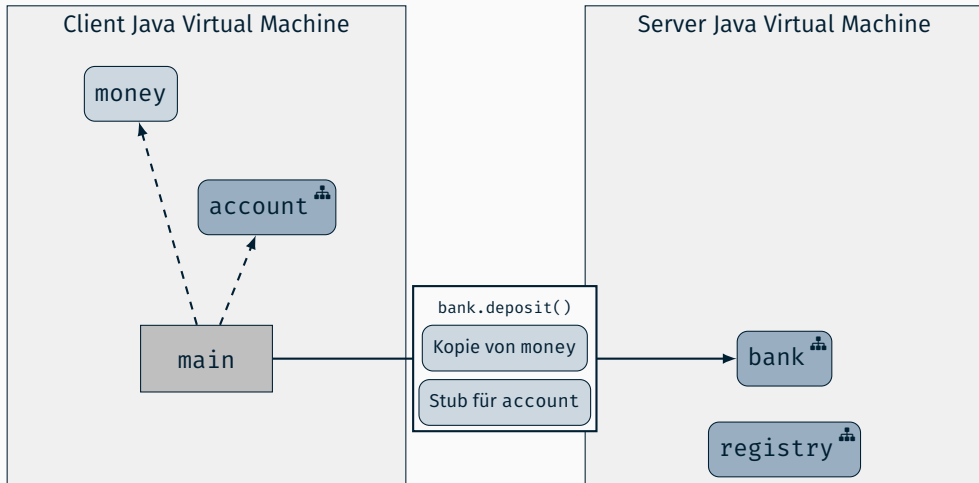 Client Java Virtual Machine
Server Java Virtual Machine
money
account
bank.deposit()
Kopie von money
main
bank
Stub für account
registry